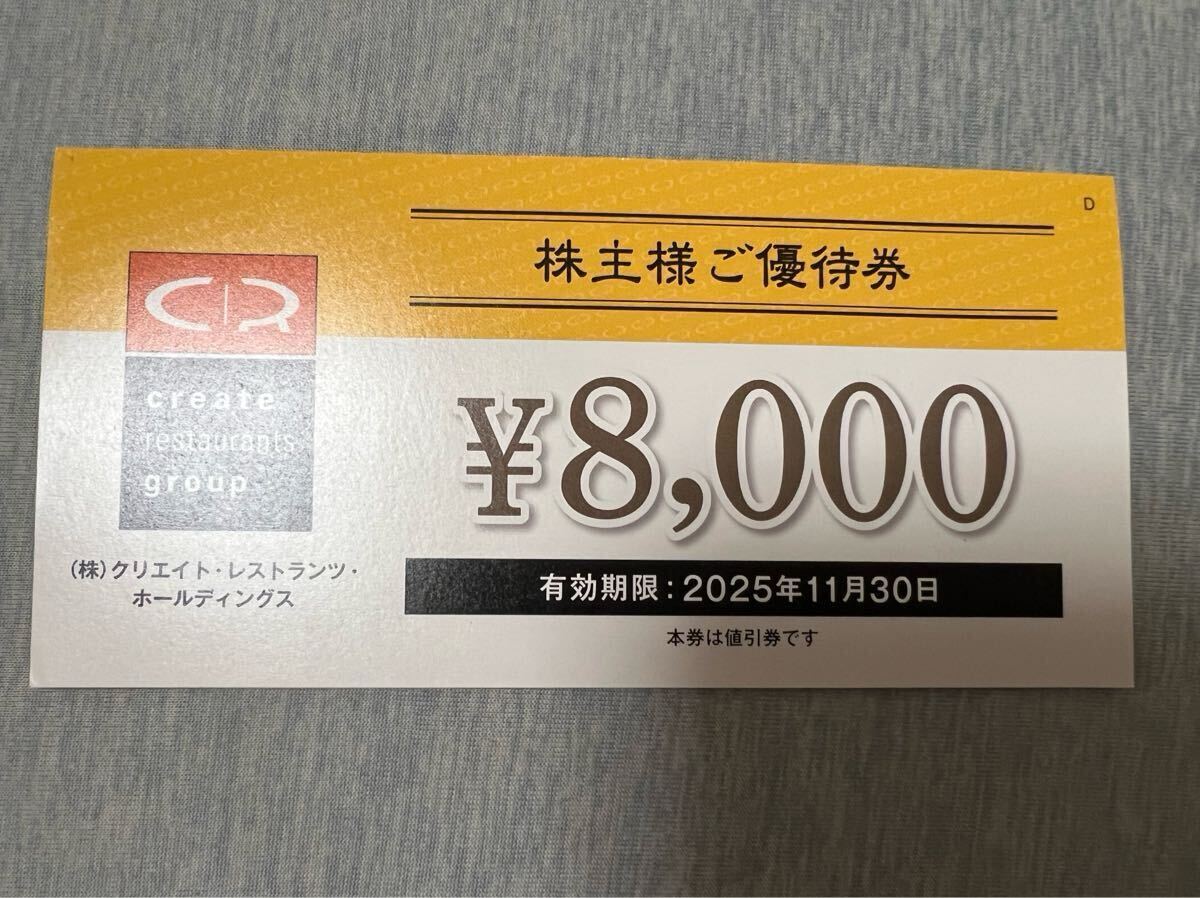 D
株主様ご優待券
CR
create
restaurants
group
¥8,000
(株)クリエイト・レストランツ・
ホールディングス
有効期限：2025年11月30日
本券は値引券です